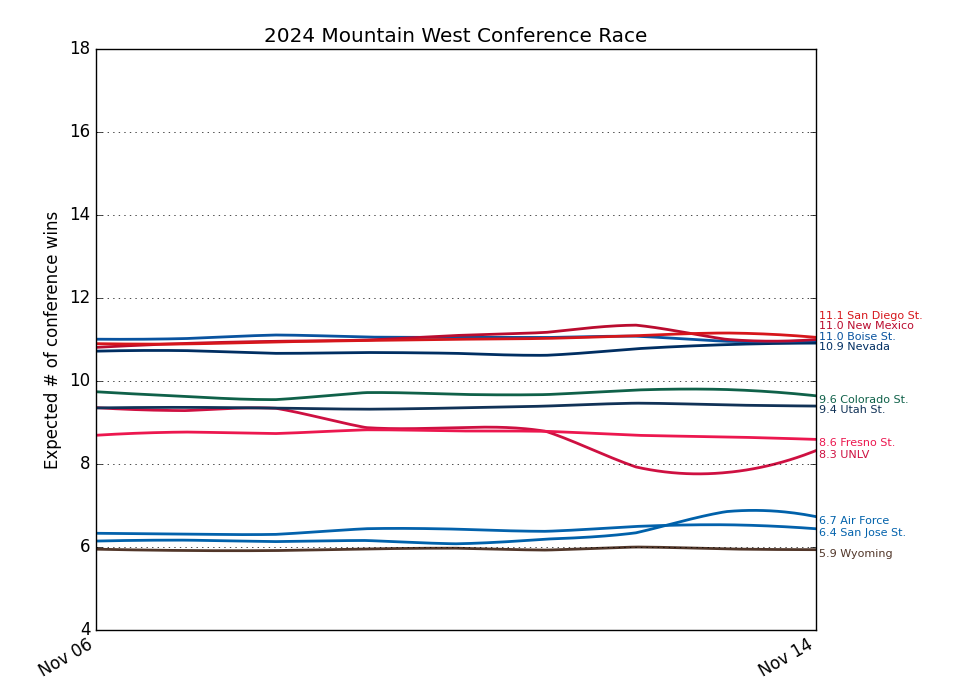 2024 Mountain West Conference Race
Expected # of conference wins
18
16
14
12
10
8
6
4
Nov 06
Nov 14
11.1 San Diego St.
11.0 New Mexico
11.0 Boise St.
10.9 Nevada
9.6 Colorado St.
9.4 Utah St.
8.6 Fresno St.
8.3 UNLV
6.7 Air Force
6.4 San Jose St.
5.9 Wyoming